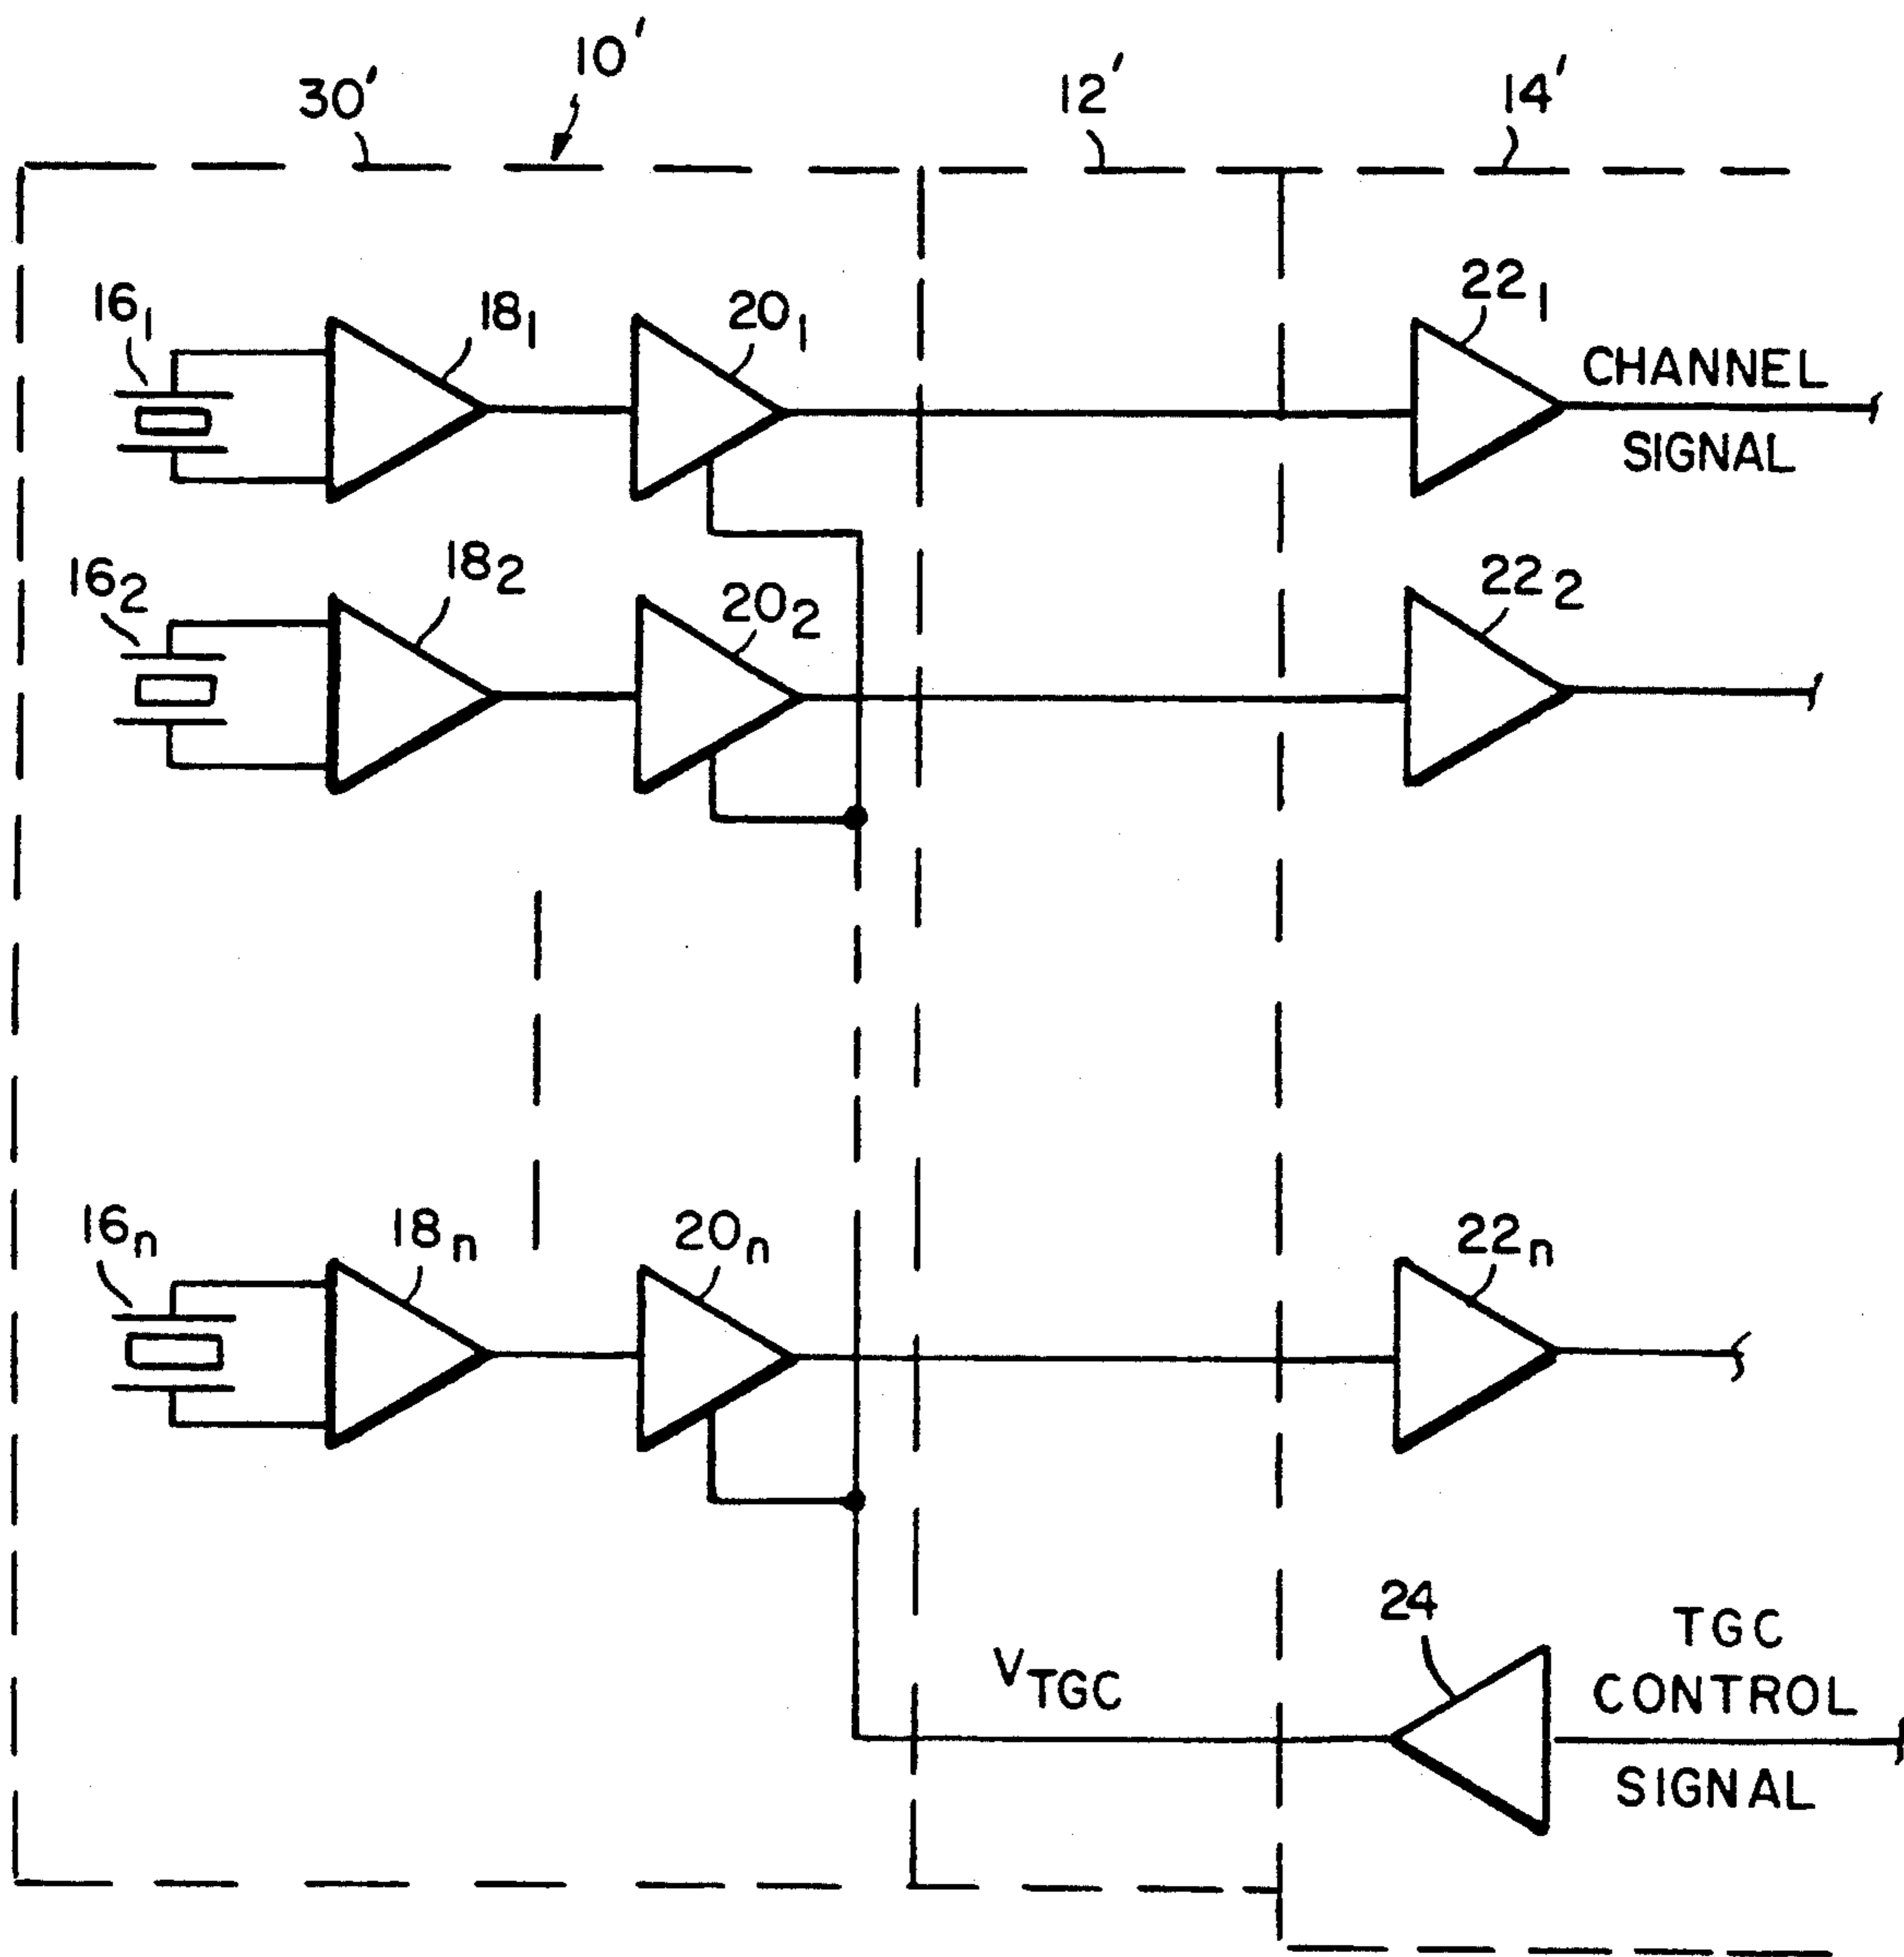 30' 10' 12' 14'
16₁ 18₁ 20₁ 22₁
CHANNEL
SIGNAL
16₂ 18₂ 20₂ 22₂
16ₙ 18ₙ 20ₙ 22ₙ
24 TGC
V_TGC CONTROL
SIGNAL